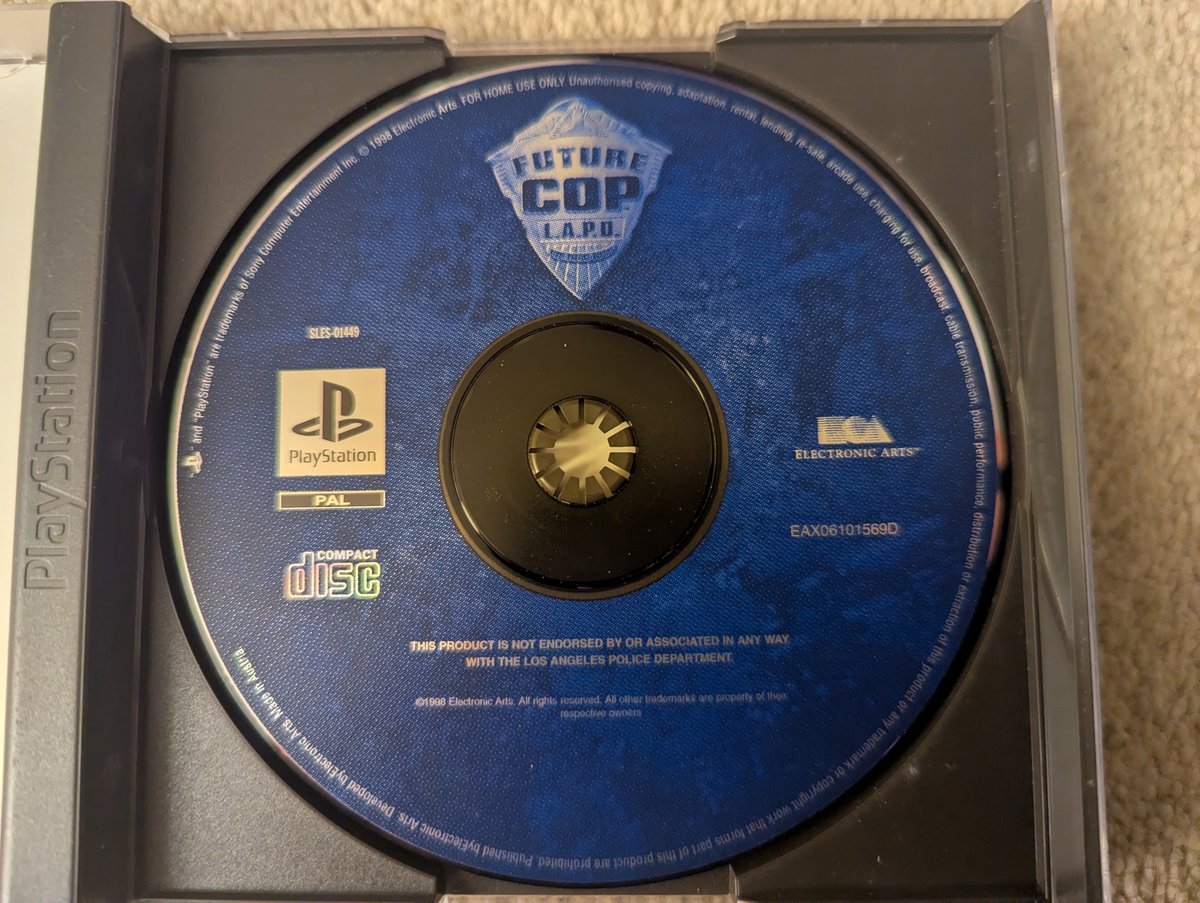 PlayStation
FUTURE
COP
L.A.P.D.
SLES-01449
PlayStation
PAL
COMPACT
disc
ELECTRONIC ARTS™
EAX06101569D
THIS PRODUCT IS NOT ENDORSED BY OR ASSOCIATED IN ANY WAY
WITH THE LOS ANGELES POLICE DEPARTMENT.
©1998 Electronic Arts. All rights reserved. All other trademarks are property of their
respective owners
" and "PlayStation" are trademarks of Sony Computer Entertainment Inc. © 1998 Electronic Arts. FOR HOME USE ONLY. Unauthorised copying, adaptation, rental, lending, re-sale, arcade use, charging for use, broadcast, cable transmission, public performance, distribution or extraction of this product or any trademark or copyright work that forms part of this product are prohibited. Published by Electronic Arts. Developed by Electronic Arts. Made in Austria